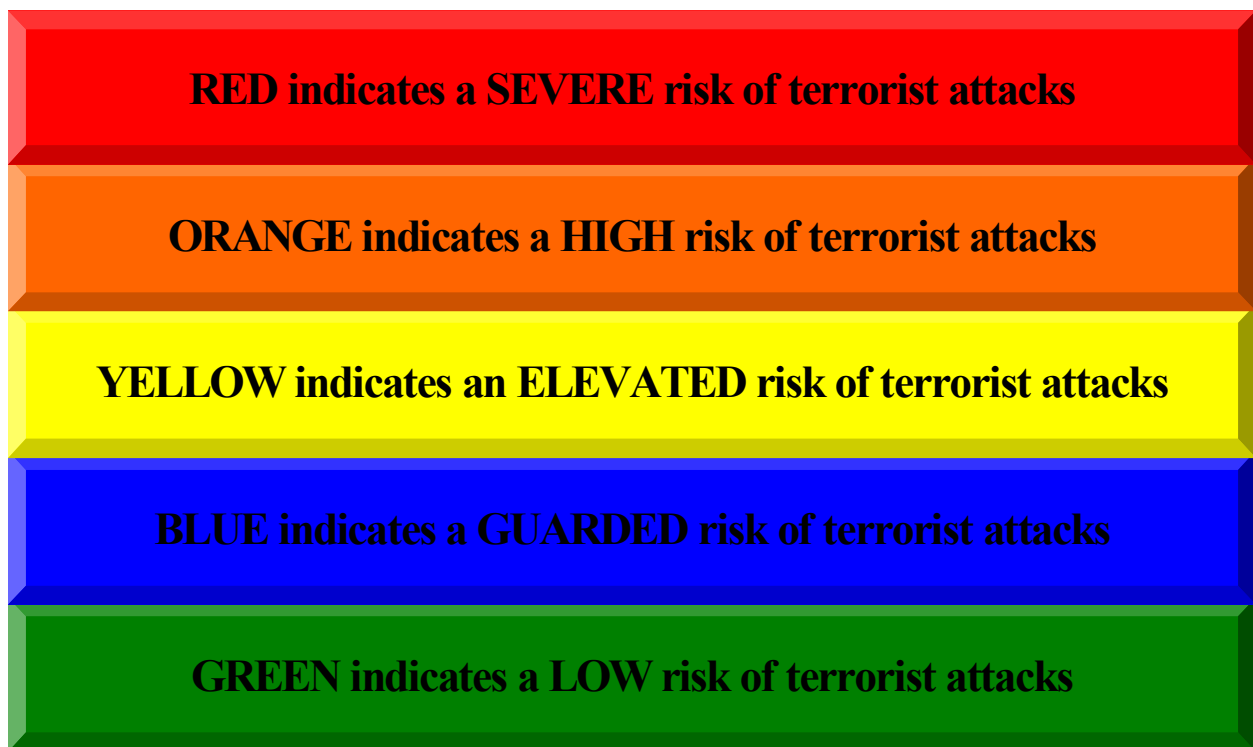 RED indicates a SEVERE risk of terrorist attacks
ORANGE indicates a HIGH risk of terrorist attacks
YELLOW indicates an ELEVATED risk of terrorist attacks
BLUE indicates a GUARDED risk of terrorist attacks
GREEN indicates a LOW risk of terrorist attacks